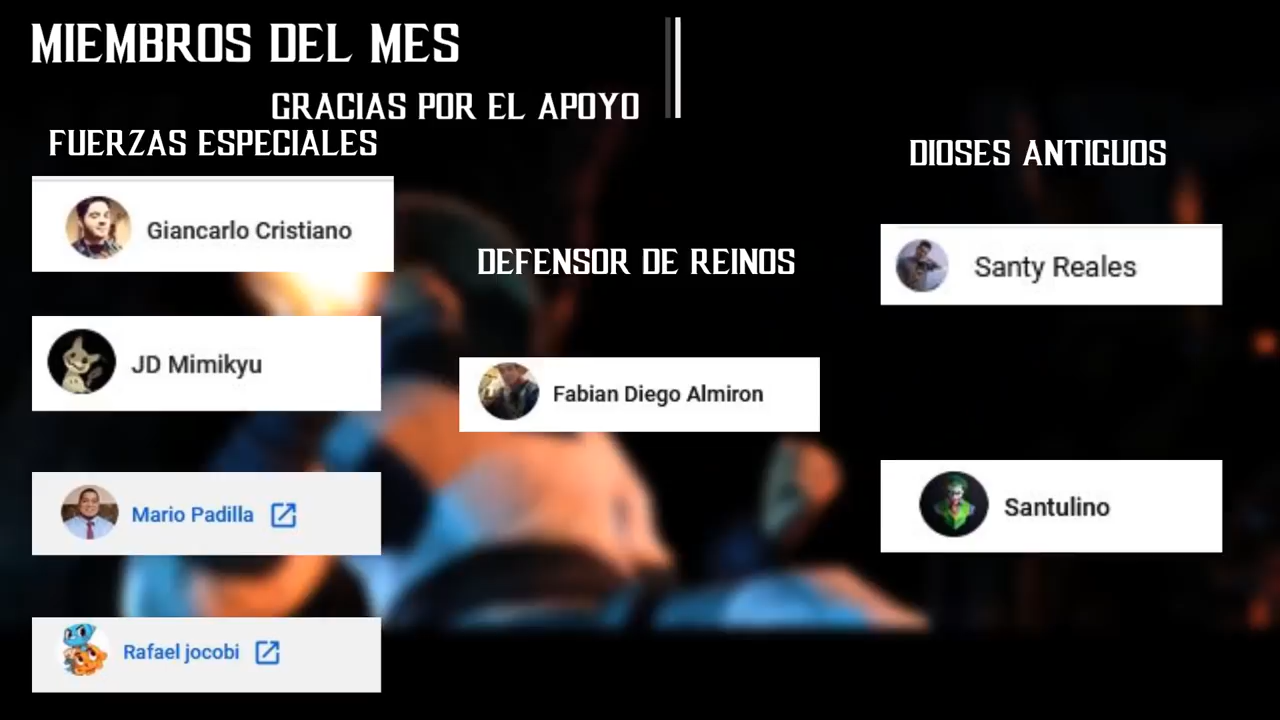 MIEMBROS DEL MES
GRACIAS POR EL APOYO
FUERZAS ESPECIALES
Giancarlo Cristiano
JD Mimikyu
Mario Padilla
Rafael jocobi
DEFENSOR DE REINOS
Fabian Diego Almiron
DIOSES ANTIGUOS
Santy Reales
Santulino